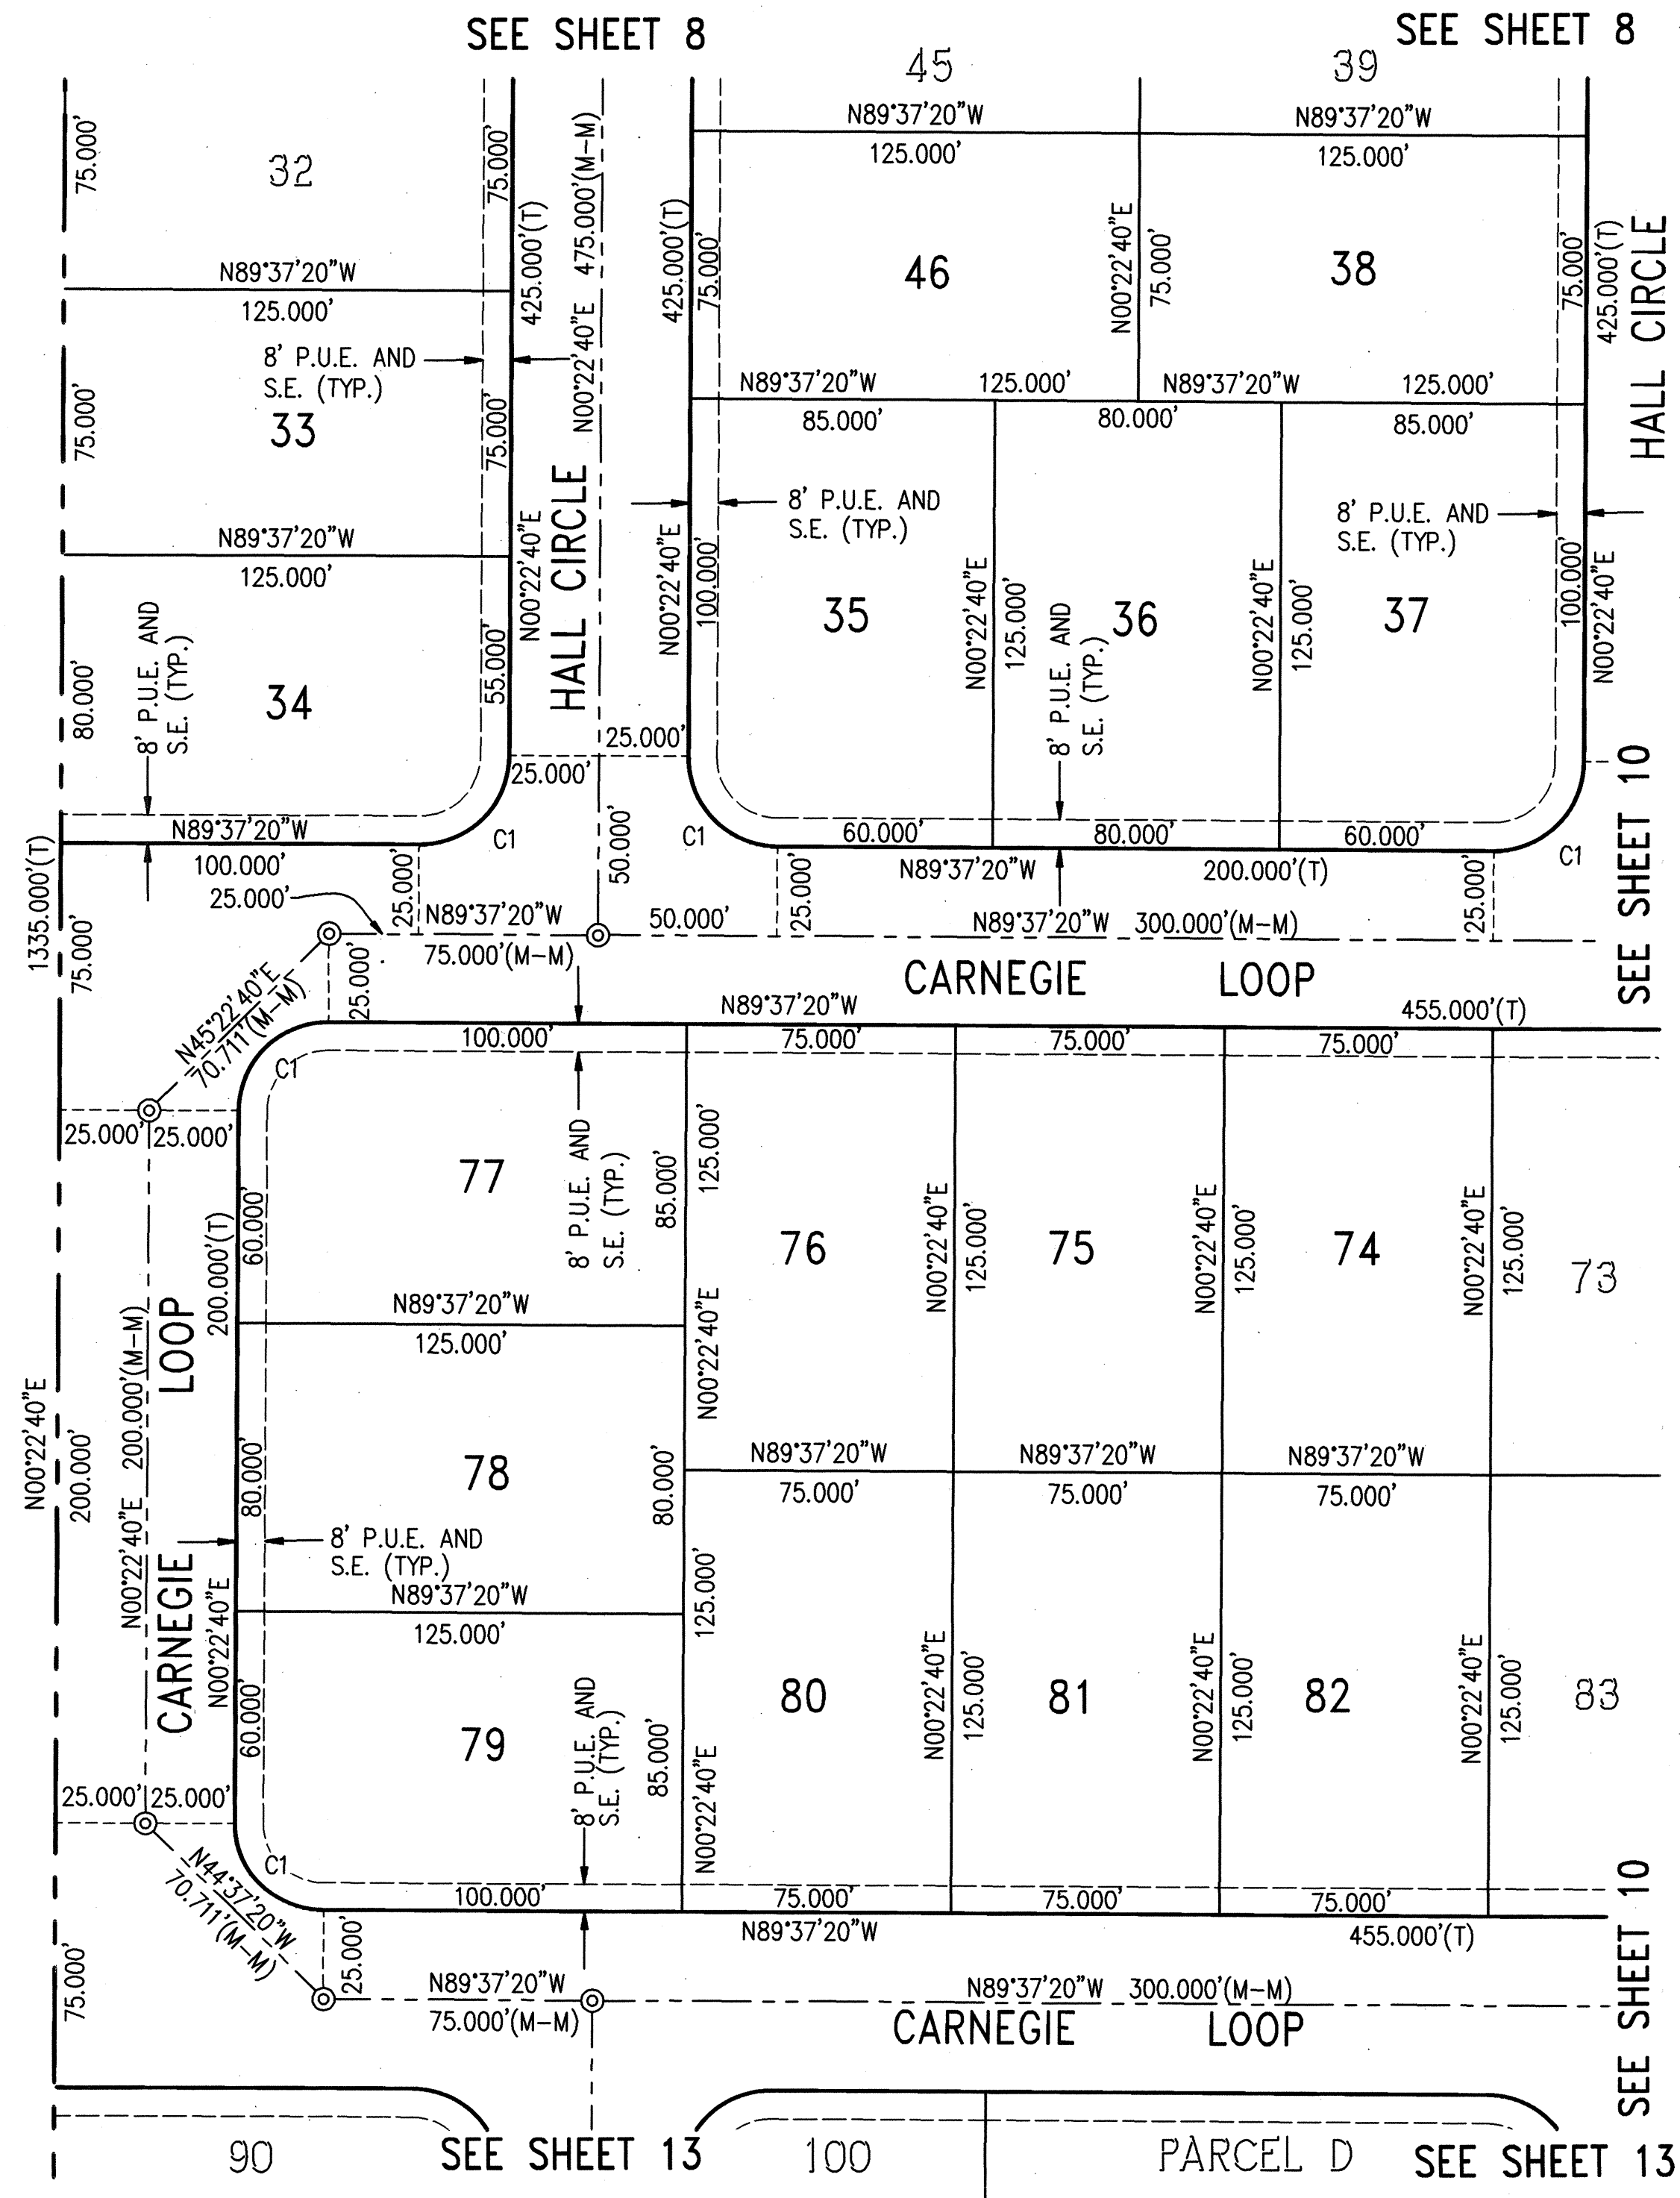 SEE SHEET 8
SEE SHEET 8
45
39
N89°37'20"W
N89°37'20"W
125.000'
125.000'
75.000'
32
75.000'
425.000'(T)
N00°22'40"E 475.000'(M-M)
425.000'(T)
75.000'
46
N00°22'40"E
75.000'
38
75.000'
425.000'(T)
HALL CIRCLE
N89°37'20"W
125.000'
8' P.U.E. AND
S.E. (TYP.)
33
75.000'
75.000'
N89°37'20"W
125.000'
N89°37'20"W
125.000'
85.000'
80.000'
85.000'
8' P.U.E. AND
S.E. (TYP.)
8' P.U.E. AND
S.E. (TYP.)
N89°37'20"W
125.000'
N00°22'40"E
HALL CIRCLE
N00°22'40"E
100.000'
35
N00°22'40"E
125.000'
36
8' P.U.E. AND
S.E. (TYP.)
N00°22'40"E
125.000'
37
100.000'
N00°22'40"E
80.000'
8' P.U.E. AND
S.E. (TYP.)
34
55.000'
25.000'
25.000'
N89°37'20"W
100.000'
C1
C1
60.000'
80.000'
60.000'
C1
N89°37'20"W
200.000'(T)
25.000'
25.000'
50.000'
25.000'
25.000'
N89°37'20"W
75.000'(M-M)
50.000'
N89°37'20"W 300.000'(M-M)
SEE SHEET 10
1335.000'(T)
75.000'
N45°22'40"E
70.711'(M-M)
25.000'
CARNEGIE LOOP
N89°37'20"W
455.000'(T)
100.000'
75.000'
75.000'
75.000'
C1
25.000'
25.000'
77
8' P.U.E. AND
S.E. (TYP.)
85.000'
125.000'
60.000'
200.000'(T)
76
N00°22'40"E
125.000'
75
N00°22'40"E
125.000'
74
N00°22'40"E
125.000'
73
N89°37'20"W
125.000'
N00°22'40"E
N00°22'40"E
200.000'
N00°22'40"E 200.000'(M-M)
CARNEGIE LOOP
80.000'
78
80.000'
N89°37'20"W
75.000'
N89°37'20"W
75.000'
N89°37'20"W
75.000'
8' P.U.E. AND
S.E. (TYP.)
N89°37'20"W
125.000'
125.000'
N00°22'40"E
60.000'
79
8' P.U.E. AND
S.E. (TYP.)
85.000'
N00°22'40"E
80
N00°22'40"E
125.000'
81
N00°22'40"E
125.000'
82
N00°22'40"E
125.000'
83
25.000'
25.000'
C1
100.000'
75.000'
75.000'
75.000'
N89°37'20"W
455.000'(T)
N44°37'20"W
70.711'(M-M)
25.000'
75.000'
N89°37'20"W
75.000'(M-M)
N89°37'20"W 300.000'(M-M)
CARNEGIE LOOP
SEE SHEET 10
90
SEE SHEET 13
100
PARCEL D
SEE SHEET 13